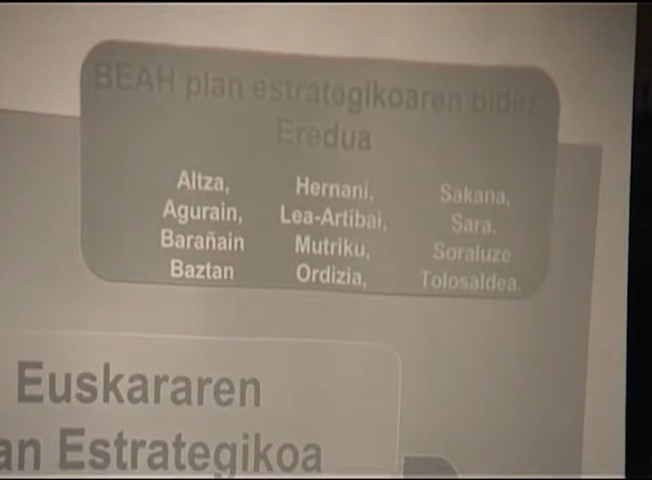 BEAH plan estrategikoaren bidez
Eredua
Altza, Hernani, Sakana,
Agurain, Lea-Artibai, Sara,
Barañain Mutriku, Soraluze
Baztan Ordizia, Tolosaldea.
Euskararen
an Estrategikoa